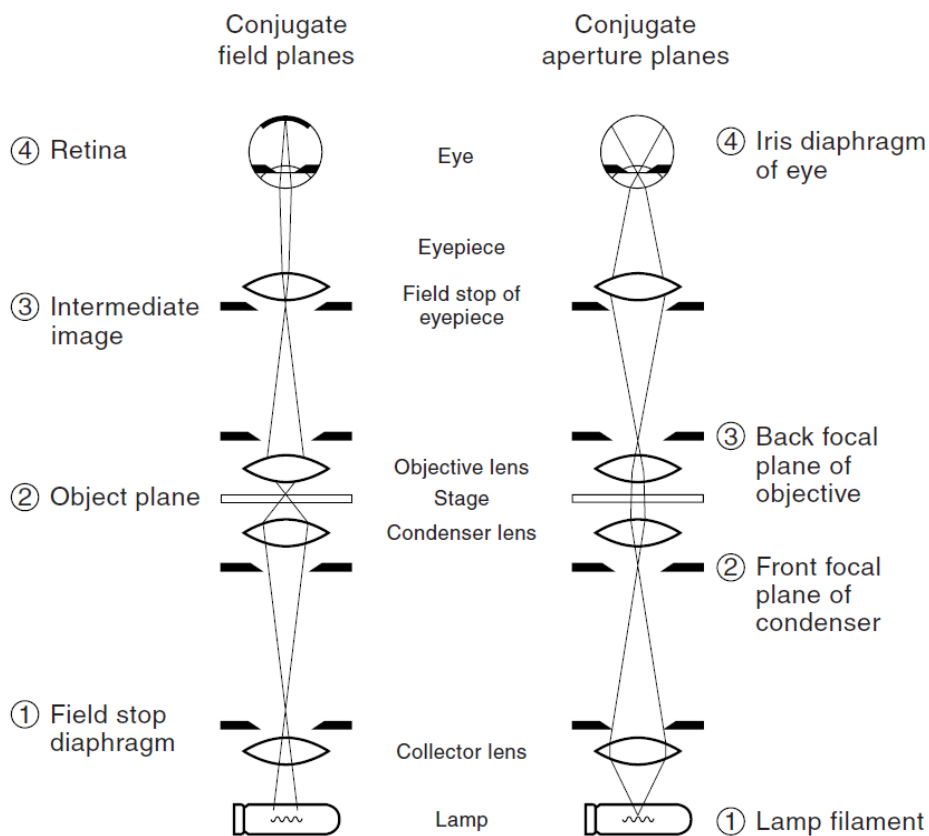 Conjugate
field planes
Conjugate
aperture planes
④ Retina
Eye
④ Iris diaphragm
of eye
Eyepiece
③ Intermediate
image
Field stop of
eyepiece
③ Back focal
plane of
objective
Objective lens
② Object plane
Stage
Condenser lens
② Front focal
plane of
condenser
① Field stop
diaphragm
Collector lens
Lamp
① Lamp filament